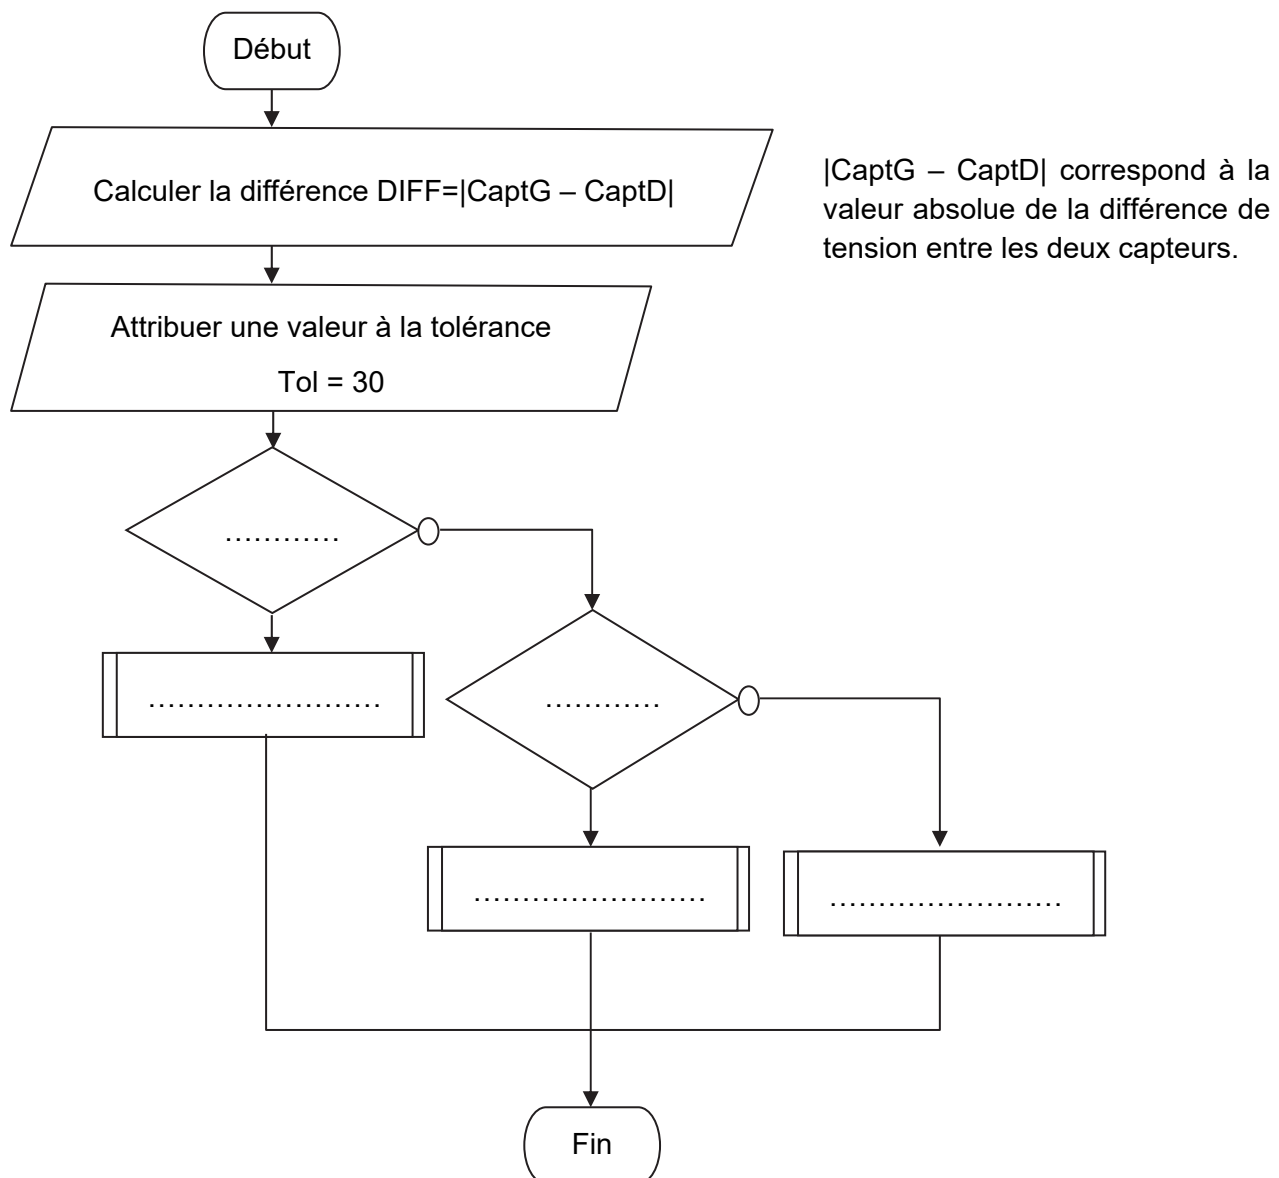 Début
Calculer la différence DIFF=|CaptG – CaptD|
|CaptG – CaptD| correspond à la
valeur absolue de la différence de
tension entre les deux capteurs.
Attribuer une valeur à la tolérance
Tol = 30
…………
……………………
…………
……………………
……………………
Fin